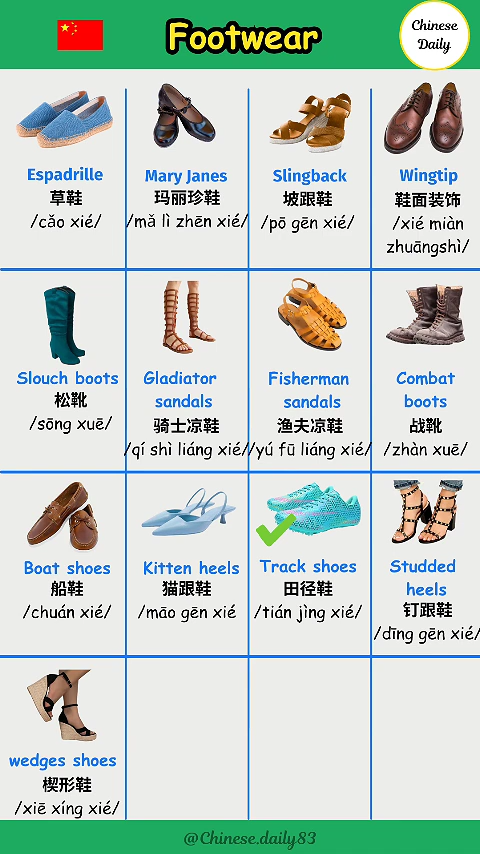 Footwear
Chinese
Daily
Espadrille
草鞋
/cǎo xié/
Mary Janes
玛丽珍鞋
/mǎ lì zhēn xié/
Slingback
坡跟鞋
/pō gēn xié/
Wingtip
鞋面装饰
/xié miàn
zhuāngshì/
Slouch boots
松靴
/sōng xuē/
Gladiator
sandals
骑士凉鞋
/qí shì liáng xié/
Fisherman
sandals
渔夫凉鞋
/yú fū liáng xié/
Combat
boots
战靴
/zhàn xuē/
Boat shoes
船鞋
/chuán xié/
Kitten heels
猫跟鞋
/māo gēn xié
Track shoes
田径鞋
/tián jìng xié/
Studded
heels
钉跟鞋
/dīng gēn xié/
wedges shoes
楔形鞋
/xiē xíng xié/
@Chinese.daily83